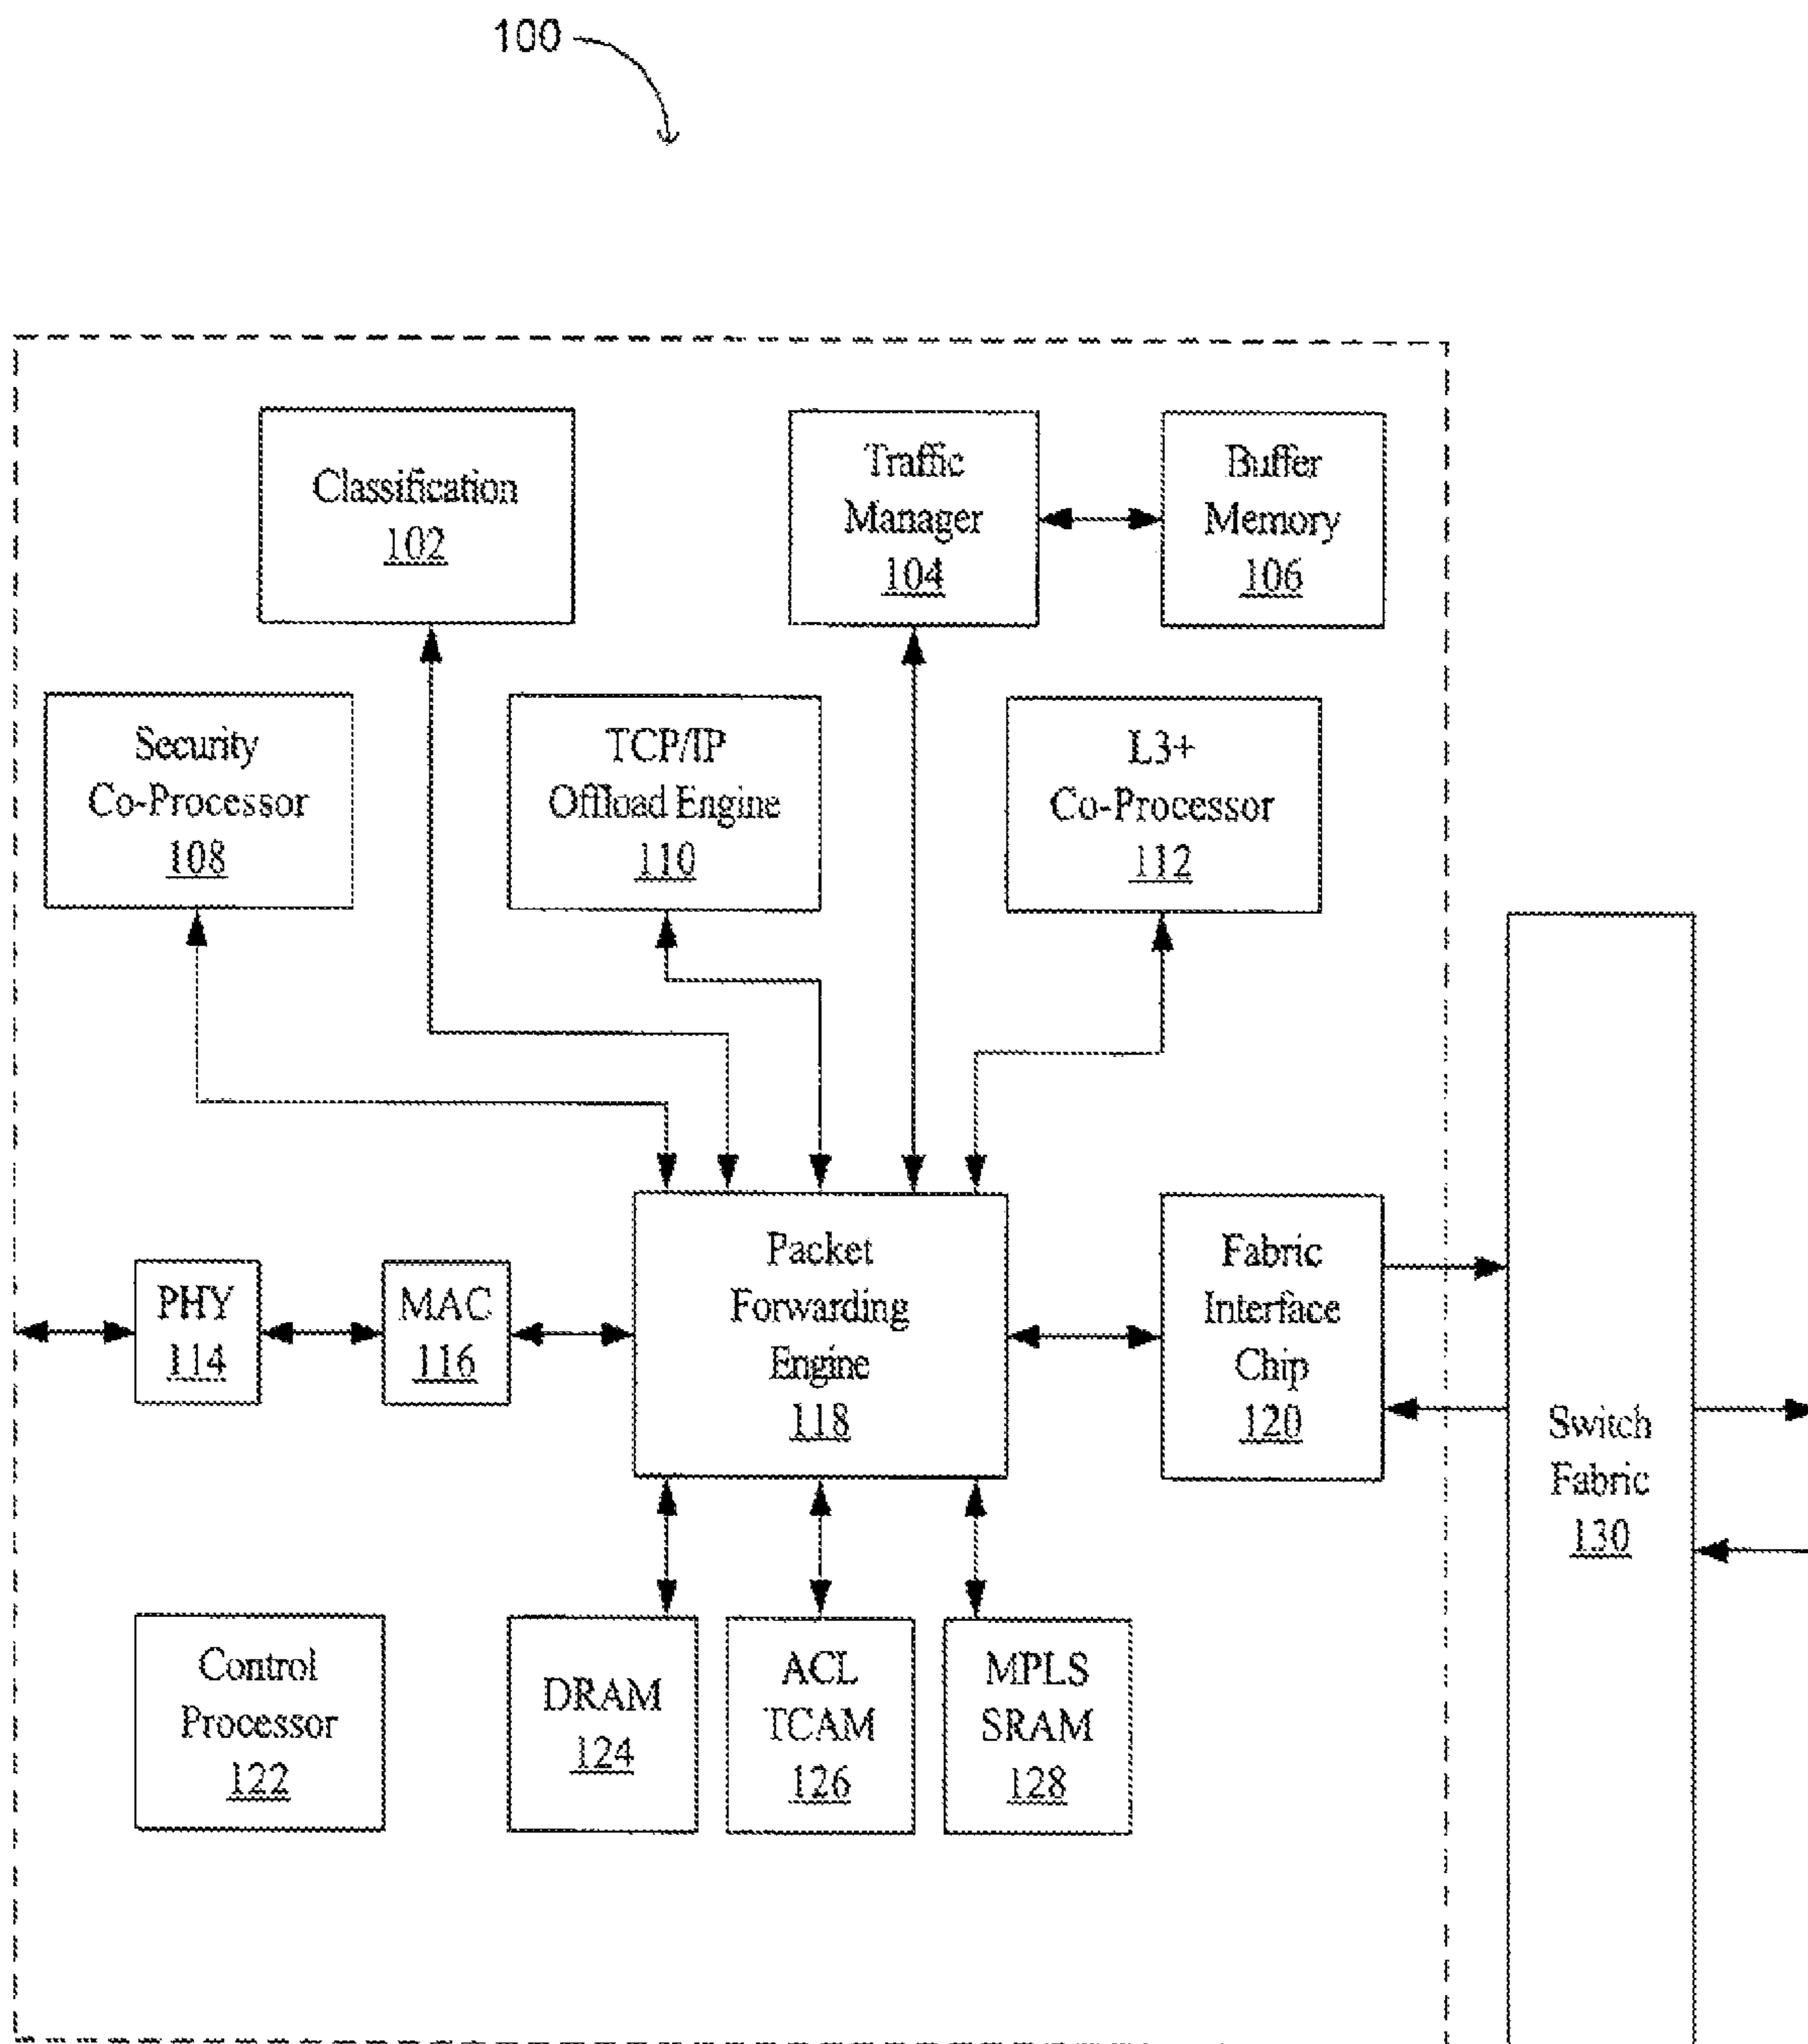 100
Classification
102
Traffic
Manager
104
Buffer
Memory
106
Security
Co-Processor
108
TCP/IP
Offload Engine
110
L3+
Co-Processor
112
PHY
114
MAC
116
Packet
Forwarding
Engine
118
Fabric
Interface
Chip
120
Switch
Fabric
130
Control
Processor
122
DRAM
124
ACL
TCAM
126
MPLS
SRAM
128